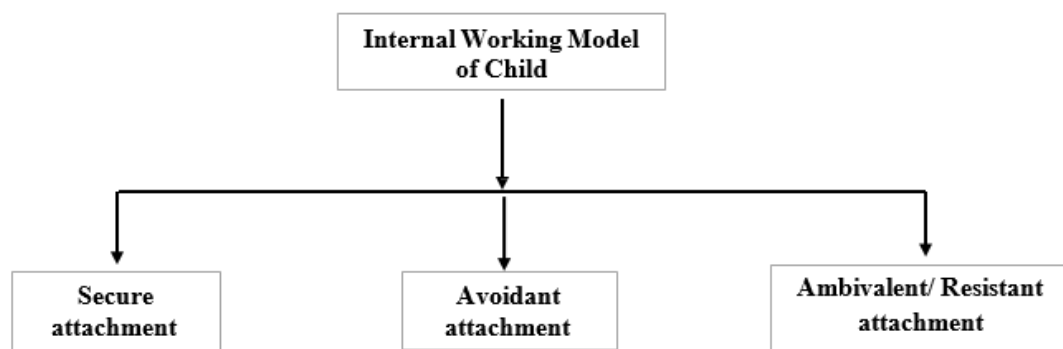 Internal Working Model
of Child
Secure
attachment
Avoidant
attachment
Ambivalent/ Resistant
attachment